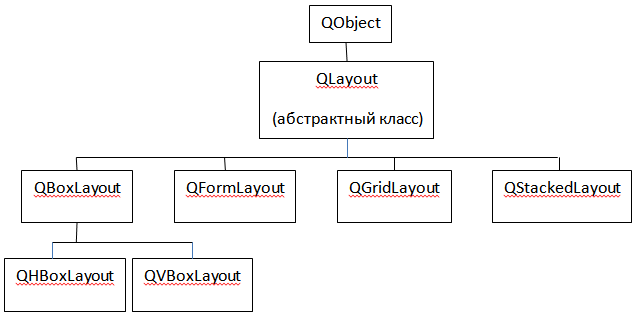 QObject
QLayout
(абстрактный класс)
QBoxLayout
QFormLayout
QGridLayout
QStackedLayout
QHBoxLayout
QVBoxLayout